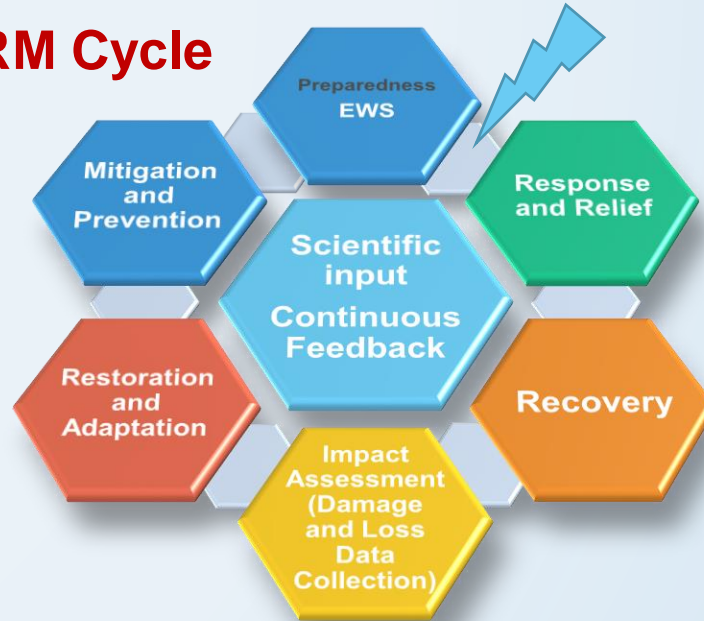 RM Cycle
Preparedness
EWS
Mitigation
and
Prevention
Response
and Relief
Scientific
input
Continuous
Feedback
Restoration
and
Adaptation
Recovery
Impact
Assessment
(Damage
and Loss
Data
Collection)